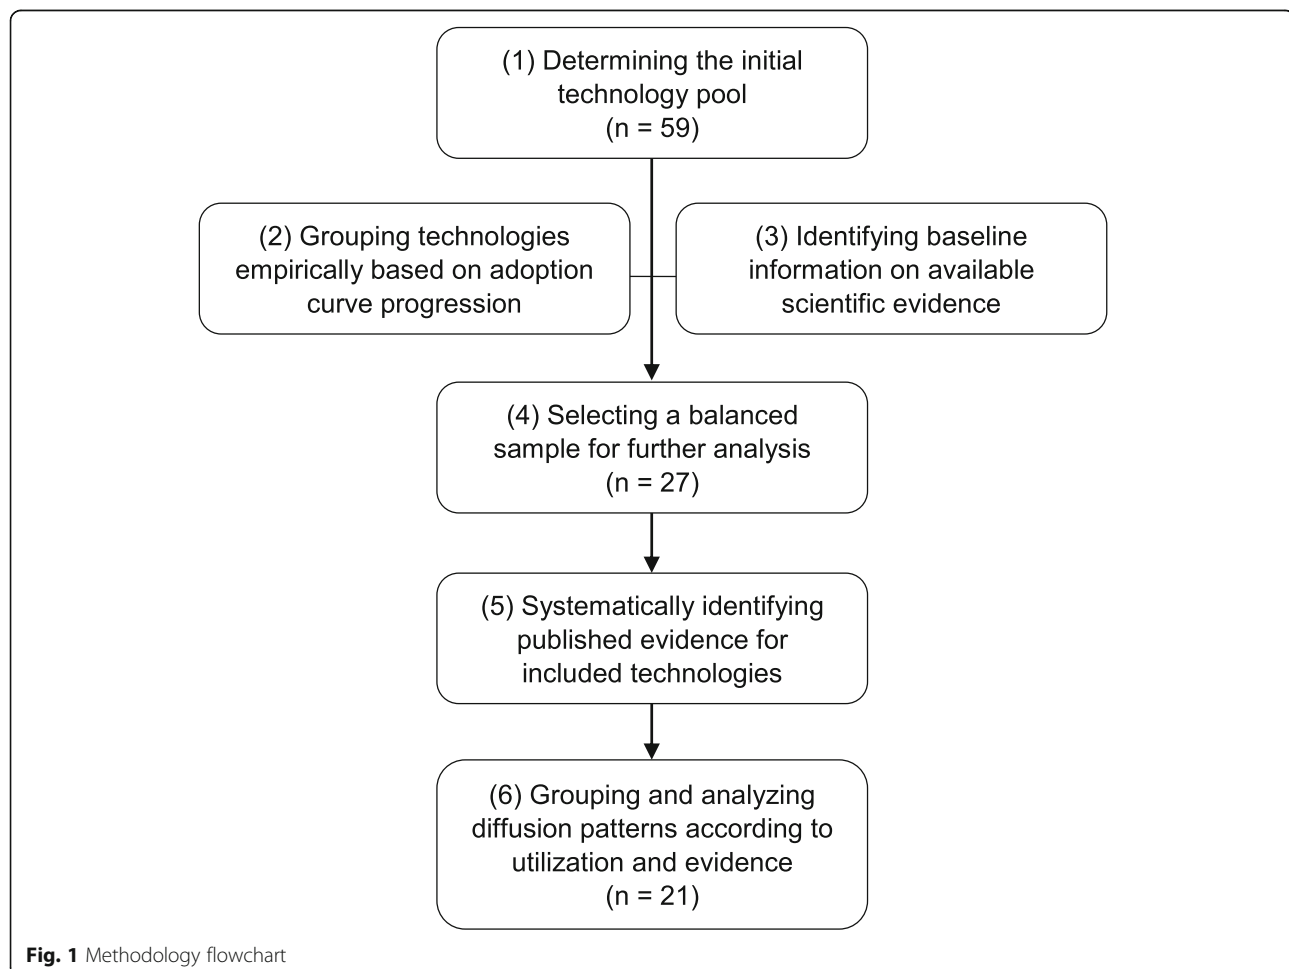 (1) Determining the initial
technology pool
(n = 59)
(2) Grouping technologies
empirically based on adoption
curve progression
(3) Identifying baseline
information on available
scientific evidence
(4) Selecting a balanced
sample for further analysis
(n = 27)
(5) Systematically identifying
published evidence for
included technologies
(6) Grouping and analyzing
diffusion patterns according to
utilization and evidence
(n = 21)
Fig. 1 Methodology flowchart